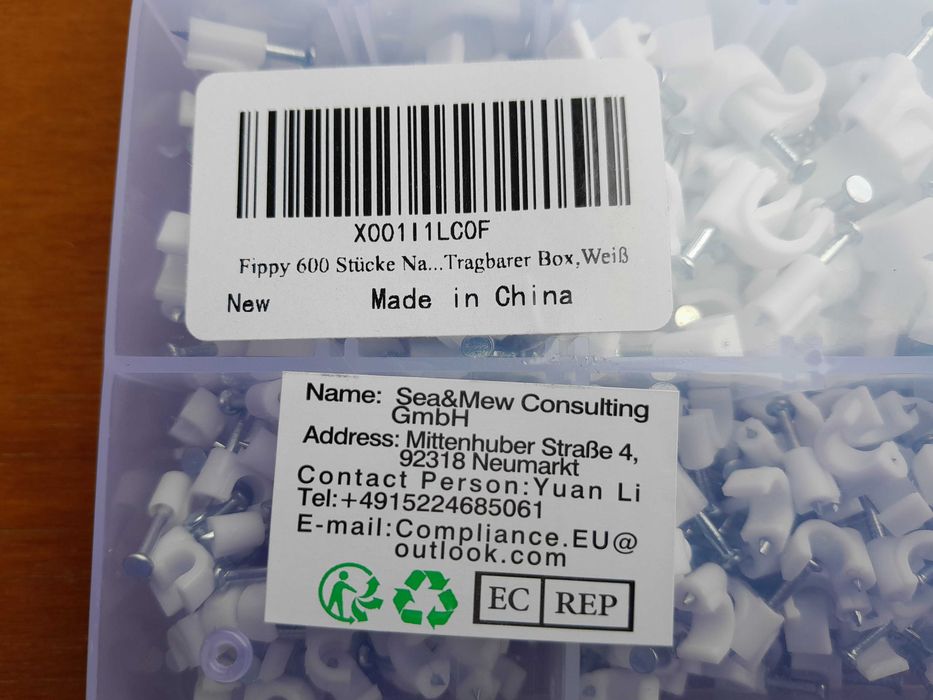 X001I1LC0F
Fippy 600 Stücke Na...Tragbarer Box,Weiß
New Made in China
Name: Sea&Mew Consulting
GmbH
Address: Mittenhuber Straße 4,
92318 Neumarkt
Contact Person:Yuan Li
Tel:+4915224685061
E-mail:Compliance.EU@
outlook.com
EC REP